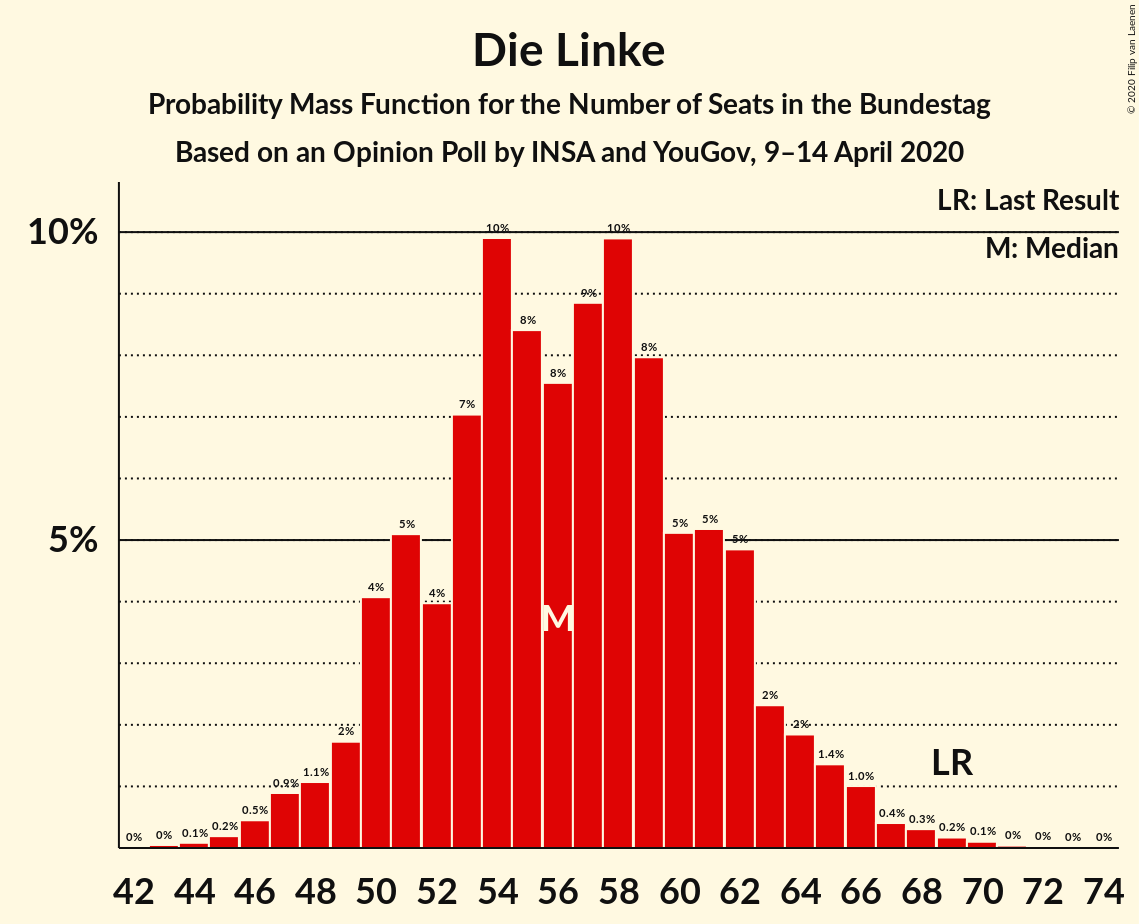 © 2020 Filip van Laenen
Die Linke
Probability Mass Function for the Number of Seats in the Bundestag
Based on an Opinion Poll by INSA and YouGov, 9–14 April 2020
LR: Last Result
M: Median
10%
5%
0% 0% 0.1% 0.2% 0.5% 0.9% 1.1% 2% 4% 5% 4% 7% 10% 8% 8% 9% 10% 8% 5% 5% 5% 2% 2% 1.4% 1.0% 0.4% 0.3% 0.2% 0.1% 0% 0% 0% 0%
M
LR
42 44 46 48 50 52 54 56 58 60 62 64 66 68 70 72 74